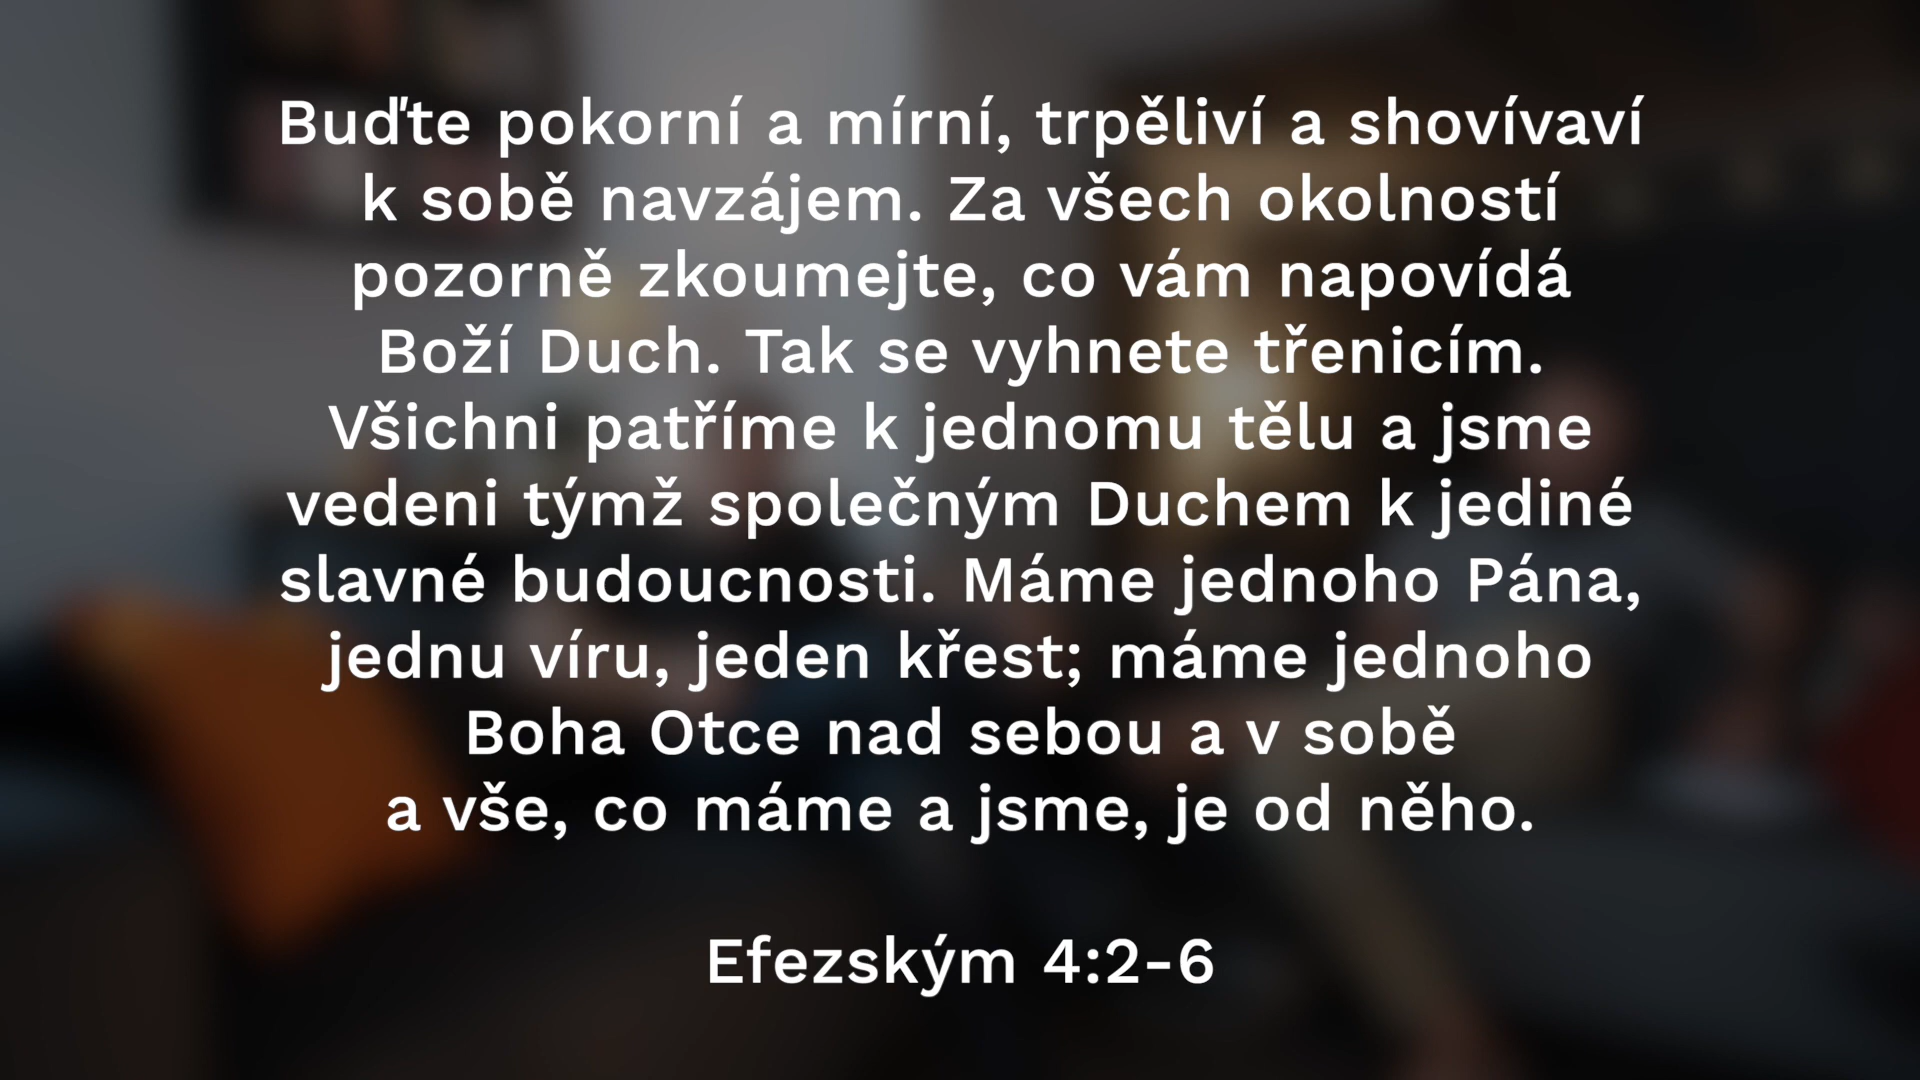 Buďte pokorní a mírní, trpěliví a shovívaví
k sobě navzájem. Za všech okolností
pozorně zkoumejte, co vám napovídá
Boží Duch. Tak se vyhnete třenicím.
Všichni patříme k jednomu tělu a jsme
vedeni týmž společným Duchem k jediné
slavné budoucnosti. Máme jednoho Pána,
jednu víru, jeden křest; máme jednoho
Boha Otce nad sebou a v sobě
a vše, co máme a jsme, je od něho.
Efezským 4:2-6